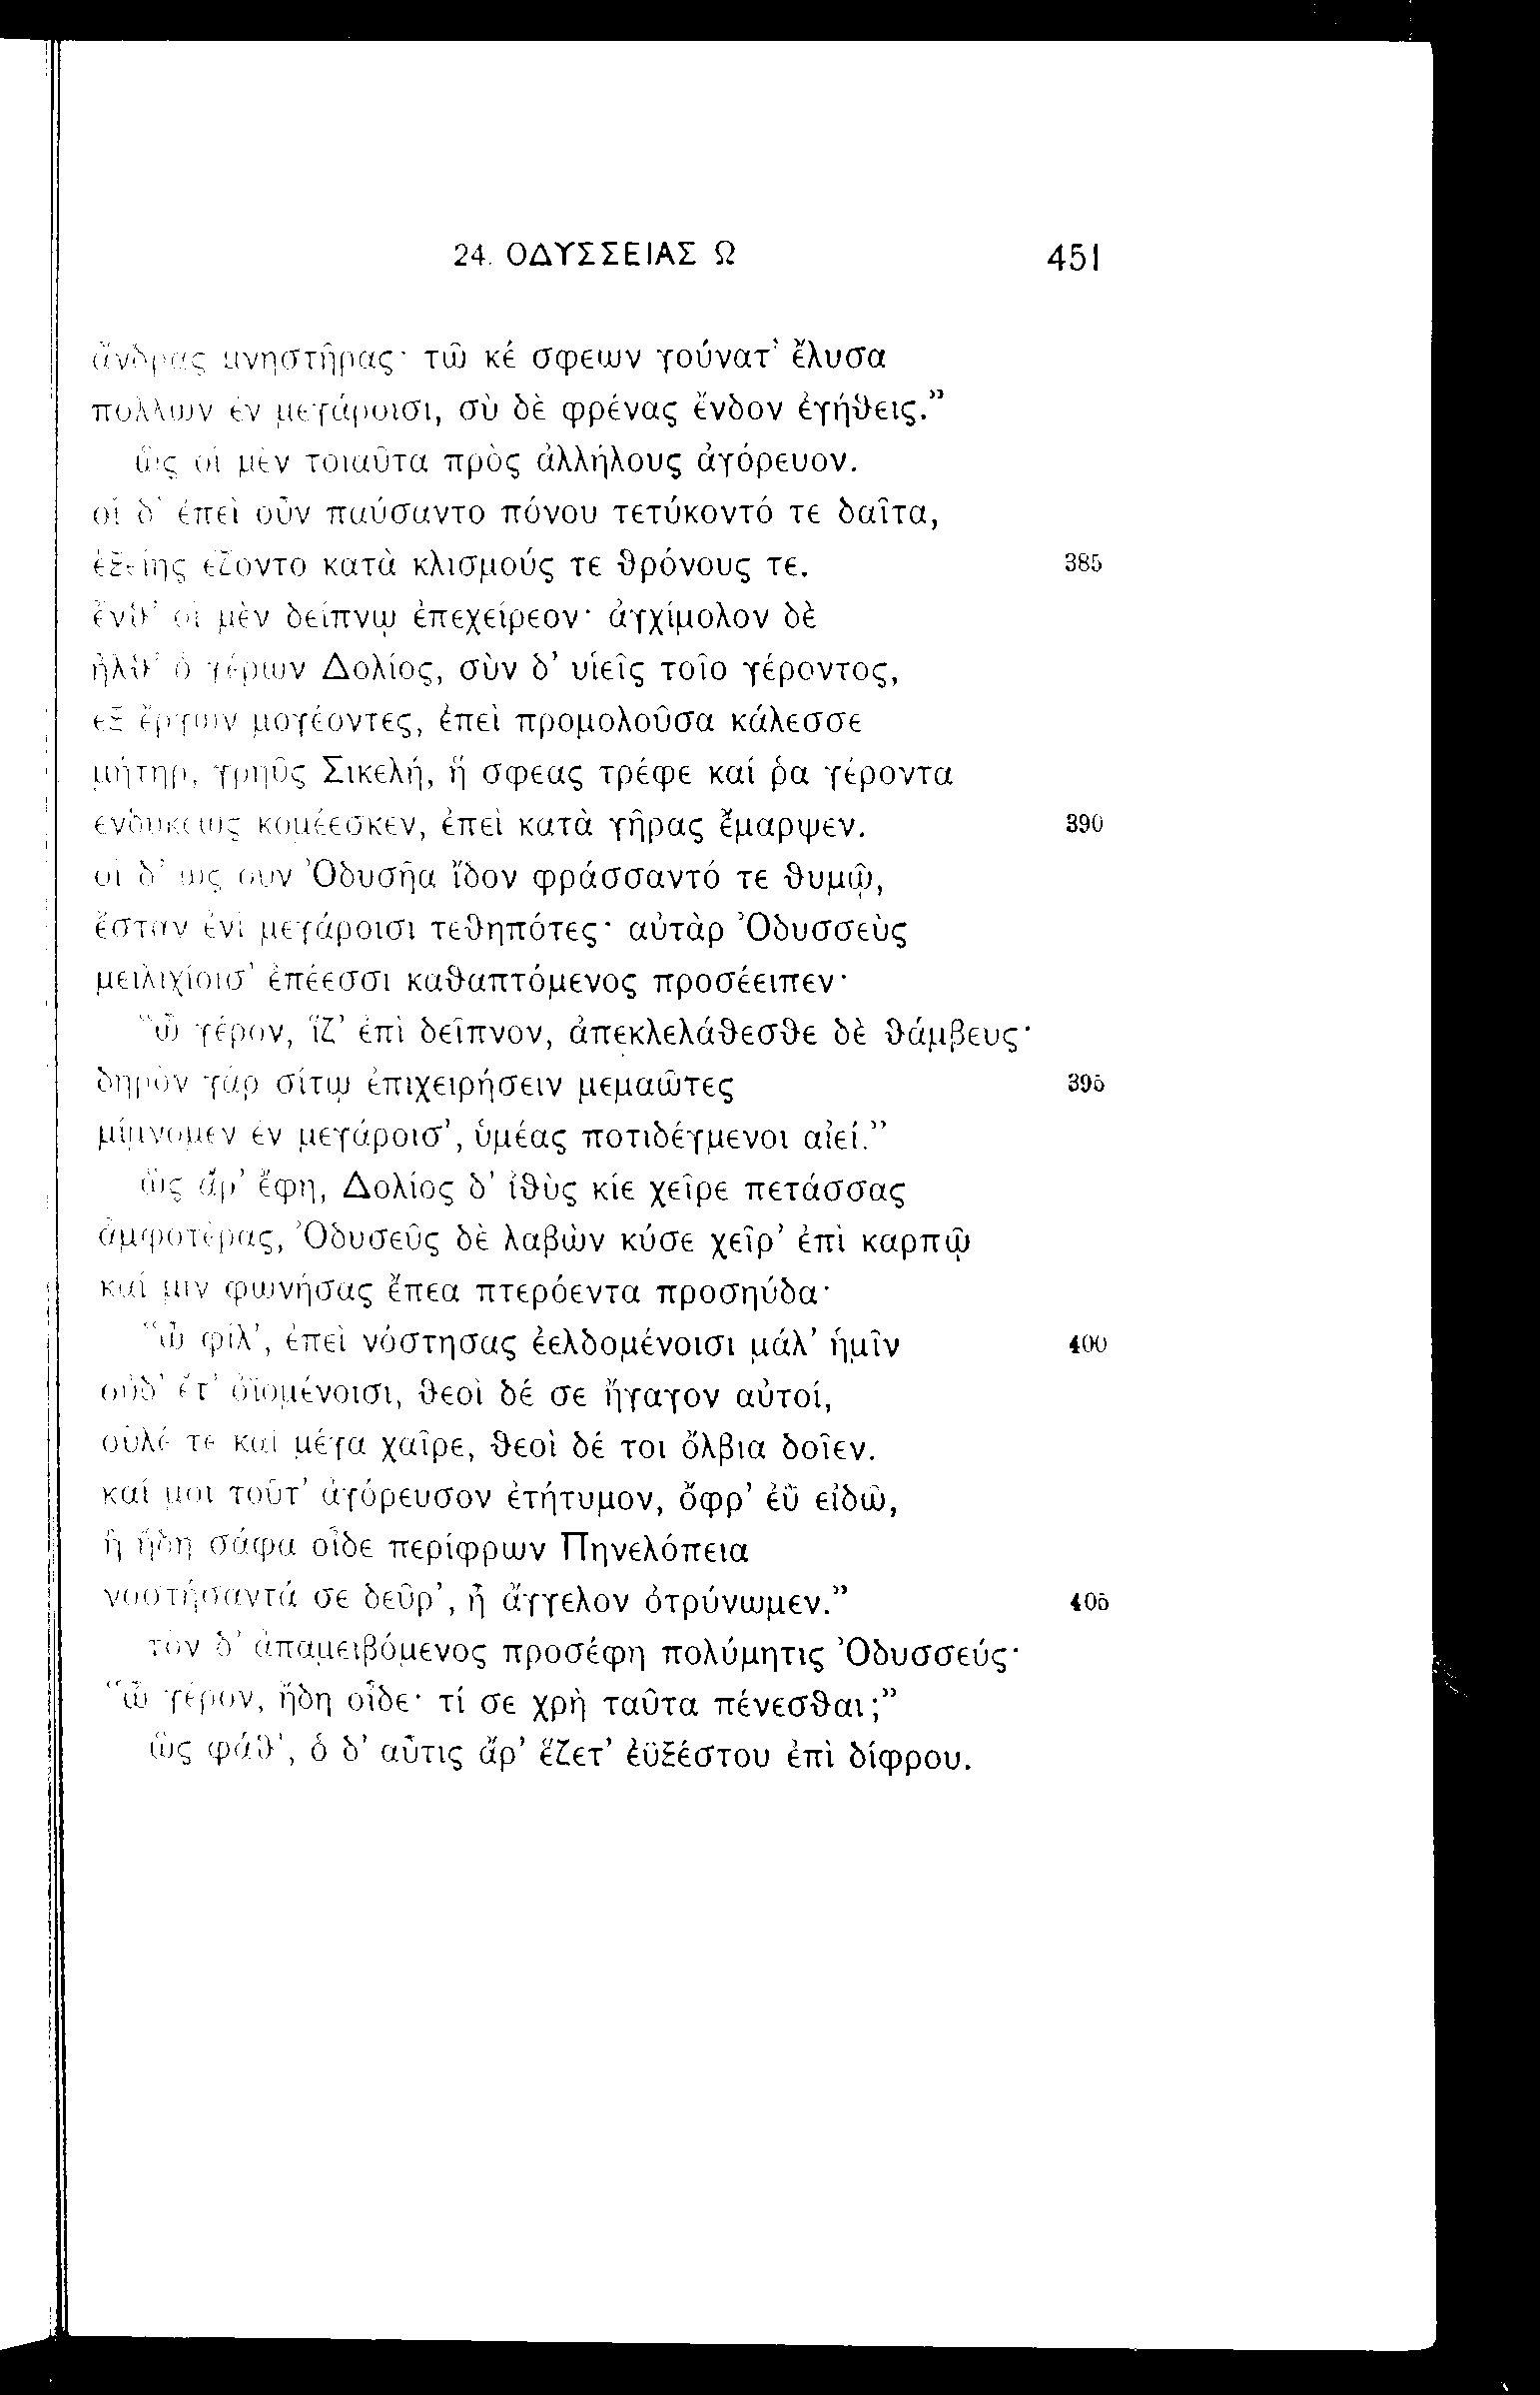 24. ΟΔΥΣΣΕΙΑΣ Ω 451
ἄνδρας μνηστῆρας· τῶ κέ σφεων γούνατ' ἔλυσα
πολλῶν ἐν μεγάροισι, σὺ δὲ φρένας ἔνδον ἐγήθεις."
ὣς οἱ μὲν τοιαῦτα πρὸς ἀλλήλους ἀγόρευον.
οἱ δ' ἐπεὶ οὖν παύσαντο πόνου τετύκοντό τε δαῖτα,
ἑξείης ἕζοντο κατὰ κλισμούς τε θρόνους τε. 385
ἔνθ' οἱ μὲν δείπνῳ ἐπεχείρεον· ἀγχίμολον δὲ
ἦλθ' ὁ γέρων Δολίος, σὺν δ' υἱεῖς τοῖο γέροντος,
ἐξ ἔργων μογέοντες, ἐπεὶ προμολοῦσα κάλεσσε
μήτηρ, γρηῦς Σικελή, ἥ σφεας τρέφε καί ῥα γέροντα
ἐνδυκέως κομέεσκεν, ἐπεὶ κατὰ γῆρας ἔμαρψεν. 390
οἱ δ' ὡς οὖν Ὀδυσῆα ἴδον φράσσαντό τε θυμῷ,
ἔσταν ἐνὶ μεγάροισι τεθηπότες· αὐτὰρ Ὀδυσσεὺς
μειλιχίοισ' ἐπέεσσι καθαπτόμενος προσέειπεν·
"ὦ γέρον, ἵζ' ἐπὶ δεῖπνον, ἀπεκλελάθεσθε δὲ θάμβευς·
δηρὸν γάρ σίτῳ ἐπιχειρήσειν μεμαῶτες 395
μίμνομεν ἐν μεγάροισ', ὑμέας ποτιδέγμενοι αἰεί."
ὣς ἄρ' ἔφη, Δολίος δ' ἰθὺς κίε χεῖρε πετάσσας
ἀμφοτέρας, Ὀδυσεῦς δὲ λαβὼν κύσε χεῖρ' ἐπὶ καρπῷ
καί μιν φωνήσας ἔπεα πτερόεντα προσηύδα·
"ὦ φίλ', ἐπεὶ νόστησας ἐελδομένοισι μάλ' ἡμῖν 400
οὐδ' ἔτ' ὀϊομένοισι, θεοὶ δέ σε ἤγαγον αὐτοί,
οὖλέ τε καὶ μέγα χαῖρε, θεοὶ δέ τοι ὄλβια δοῖεν.
καί μοι τοῦτ' ἀγόρευσον ἐτήτυμον, ὄφρ' ἐῢ εἰδῶ,
ἢ ἤδη σάφα οἶδε περίφρων Πηνελόπεια
νοστήσαντά σε δεῦρ', ἦ ἄγγελον ὀτρύνωμεν." 405
τὸν δ' ἀπαμειβόμενος προσέφη πολύμητις Ὀδυσσεύς·
"ὦ γέρον, ἤδη οἶδε· τί σε χρὴ ταῦτα πένεσθαι;"
ὣς φάθ', ὁ δ' αὖτις ἄρ' ἕζετ' ἐϋξέστου ἐπὶ δίφρου.